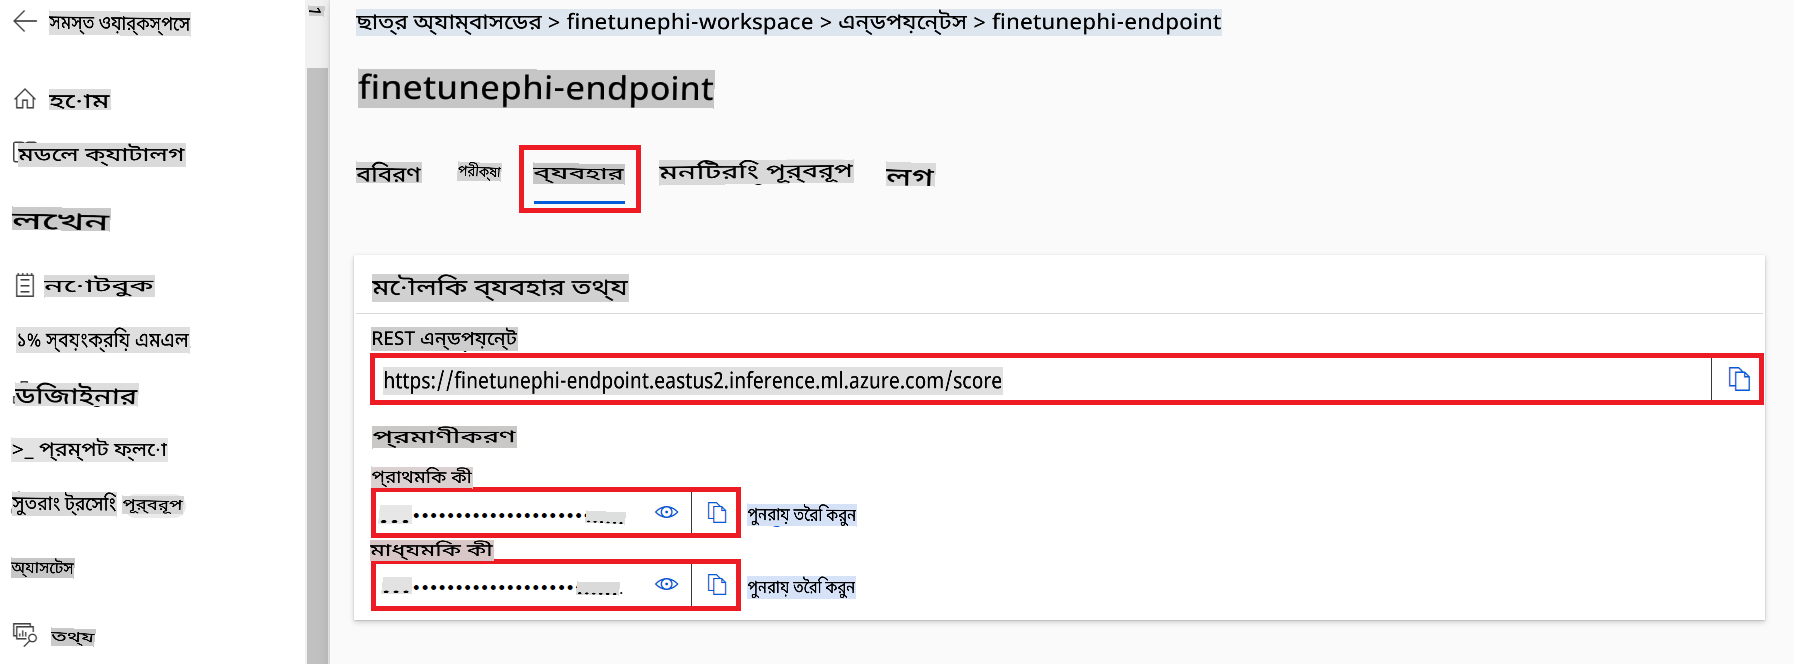 সমস্ত ওয়ার্কস্পেস
হোম
মডেল ক্যাটালগ
লেখেন
নোটবুক
১% স্বয়ংক্রিয় এমএল
ডিজাইনার
>_ প্রম্পট ফ্লো
সুতরাং ট্রেসিং পূর্বরূপ
অ্যাসেটস
তথ্য
ছাত্র অ্যাম্বাসডের > finetunephi-workspace > এন্ডপয়েন্টস > finetunephi-endpoint
finetunephi-endpoint
বিবরণ পরীক্ষা ব্যবহার মনিটরিং পূর্বরূপ লগ
মৌলিক ব্যবহার তথ্য
REST এন্ডপয়েন্ট
https://finetunephi-endpoint.eastus2.inference.ml.azure.com/score
প্রমাণীকরণ
প্রাথমিক কী
পুনরায় তৈরি করুন
মাধ্যমিক কী
পুনরায় তৈরি করুন